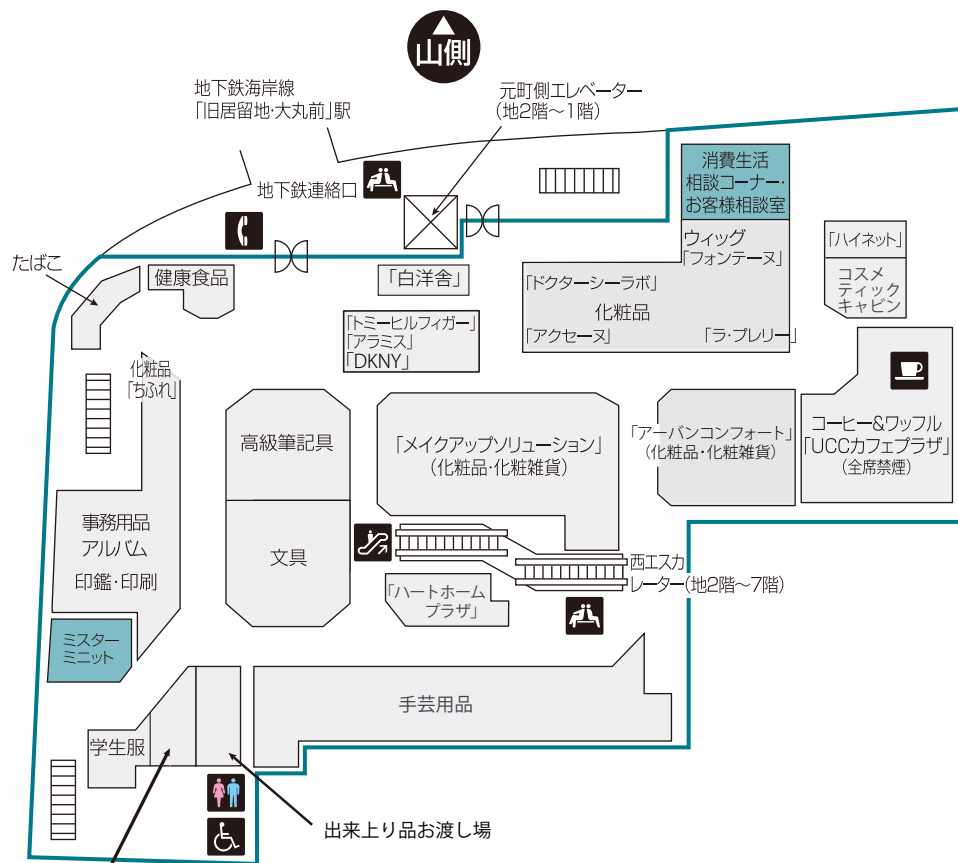 山側
地下鉄海岸線
「旧居留地・大丸前」駅
元町側エレベーター
(地2階～1階)
地下鉄連絡口
消費生活
相談コーナー・
お客様相談室
たばこ
健康食品
「白洋舎」
ウィッグ
「フォンテーヌ」
「ドクターシーラボ」
化粧品
「アクセーヌ」
「ラ・プレリー」
「ハイネット」
コスメ
ティック
キャビン
「トミーヒルフィガー」
「アラミス」
「DKNY」
化粧品
「ちふれ」
高級筆記具
「メイクアップソリューション」
(化粧品・化粧雑貨)
「アーバンコンフォート」
(化粧品・化粧雑貨)
コーヒー&ワッフル
「UCCカフェプラザ」
(全席禁煙)
事務用品
アルバム
印鑑・印刷
文具
西エスカ
レーター(地2階～7階)
「ハートホーム
プラザ」
ミスター
ミニット
手芸用品
学生服
出来上り品お渡し場